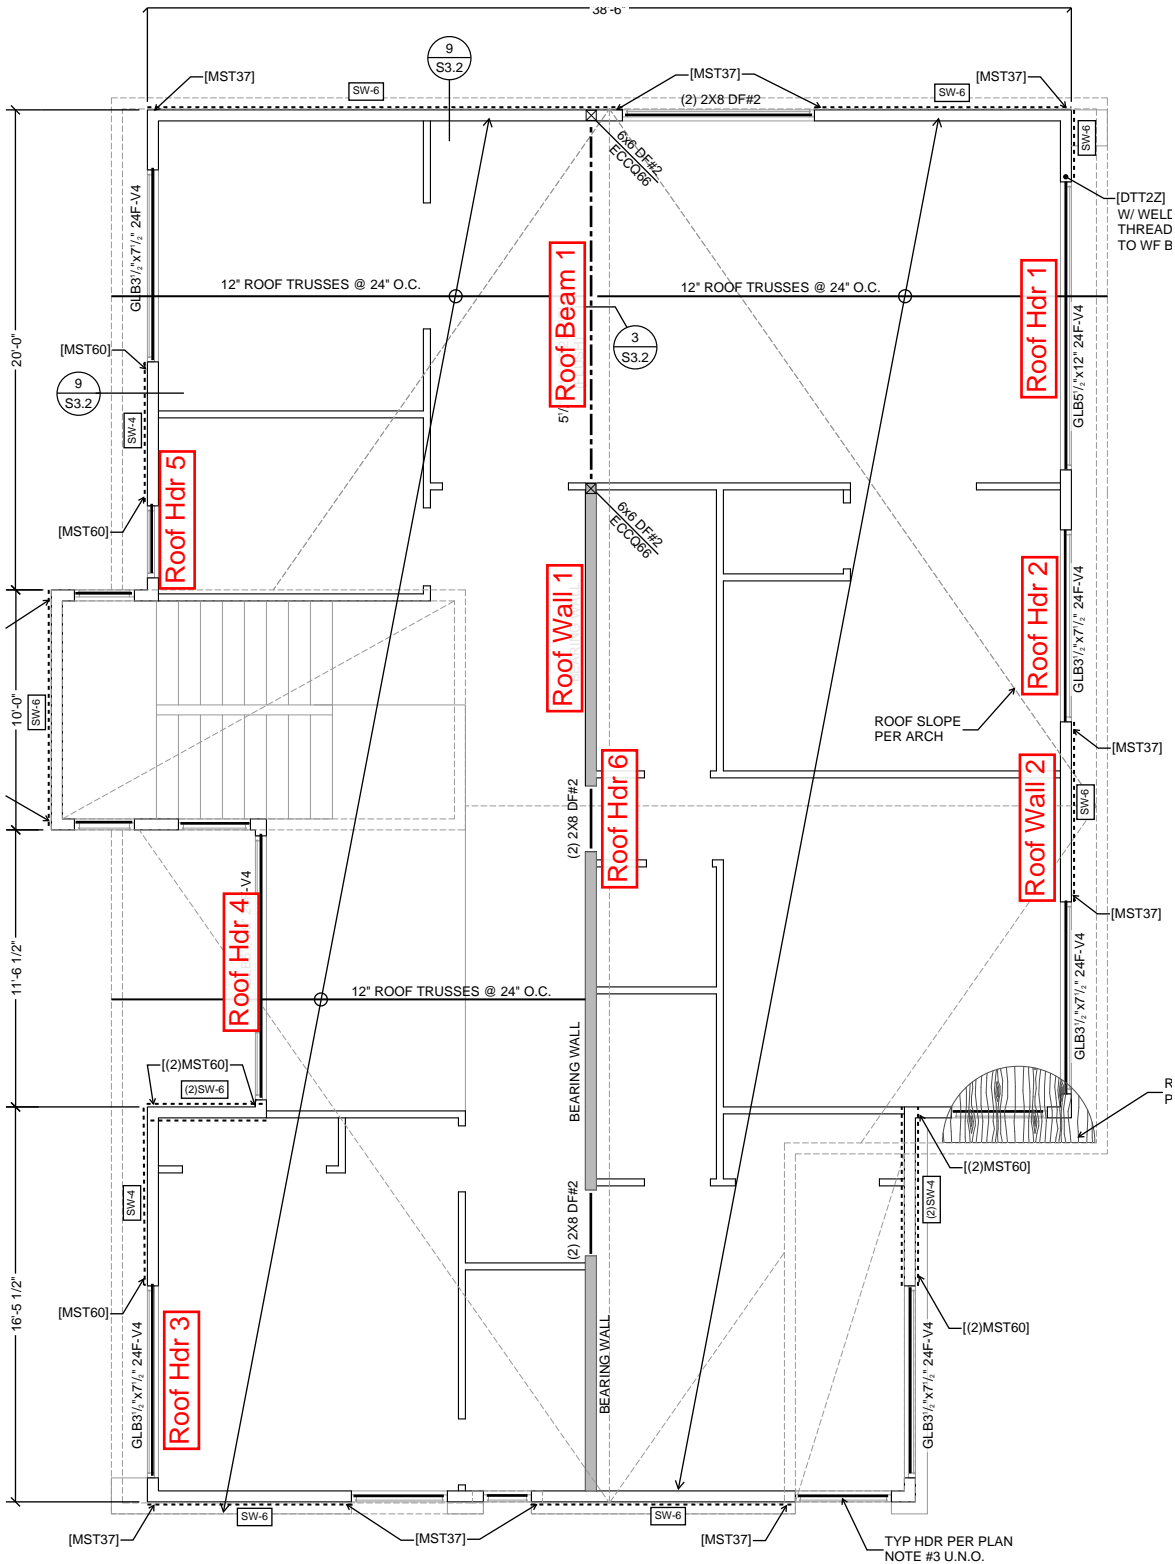 38'-6"
9
S3.2
[MST37]
[MST37]
[MST37]
SW-6
(2) 2X8 DF#2
SW-6
SW-6
6x6 DF#2
ECCQ66
GLB3½"x7½" 24F-V4
[DTT2Z]
W/ WELD
THREAD
TO WF B
12" ROOF TRUSSES @ 24" O.C.
Roof Beam 1
12" ROOF TRUSSES @ 24" O.C.
Roof Hdr 1
GLB5½"x12" 24F-V4
3
S3.2
20'-0"
[MST60]
9
S3.2
SW-4
Roof Hdr 5
[MST60]
6x6 DF#2
ECCQ66
Roof Wall 1
Roof Hdr 2
GLB3½"x7½" 24F-V4
10'-0"
SW-6
ROOF SLOPE
PER ARCH
[MST37]
(2) 2X8 DF#2
Roof Hdr 6
Roof Wall 2
SW-6
11'-6 1/2"
Roof Hdr 4
[MST37]
12" ROOF TRUSSES @ 24" O.C.
GLB3½"x7½" 24F-V4
BEARING WALL
[(2)MST60]
(2)SW-6
R
P
[(2)MST60]
SW-4
(2) 2X8 DF#2
(2)SW-4
16'-5 1/2"
[MST60]
[(2)MST60]
GLB3½"x7½" 24F-V4
Roof Hdr 3
BEARING WALL
GLB3½"x7½" 24F-V4
[MST37]
SW-6
[MST37]
SW-6
[MST37]
TYP HDR PER PLAN
NOTE #3 U.N.O.